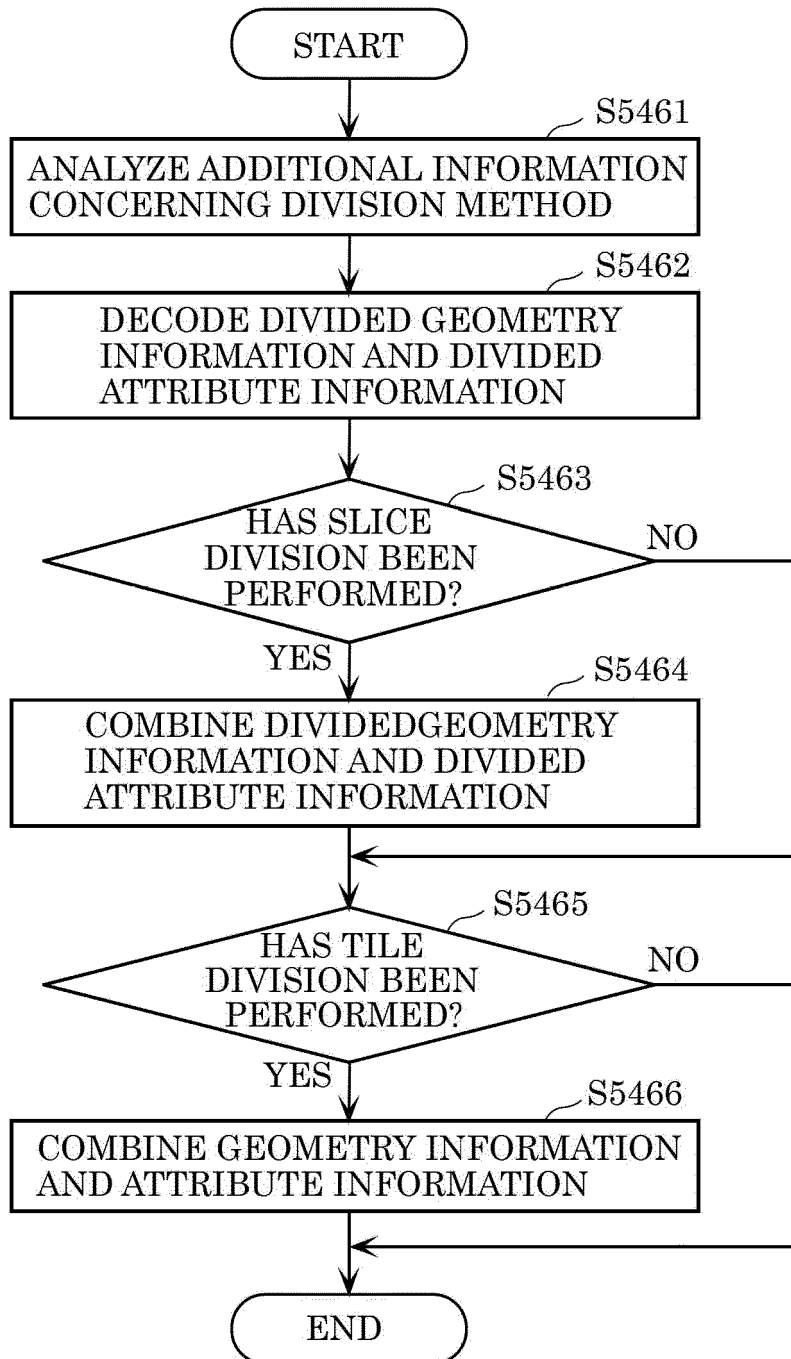 START
S5461
ANALYZE ADDITIONAL INFORMATION
CONCERNING DIVISION METHOD
S5462
DECODE DIVIDED GEOMETRY
INFORMATION AND DIVIDED
ATTRIBUTE INFORMATION
S5463
HAS SLICE
DIVISION BEEN
PERFORMED?
NO
YES
S5464
COMBINE DIVIDEDGEOMETRY
INFORMATION AND DIVIDED
ATTRIBUTE INFORMATION
S5465
HAS TILE
DIVISION BEEN
PERFORMED?
NO
YES
S5466
COMBINE GEOMETRY INFORMATION
AND ATTRIBUTE INFORMATION
END